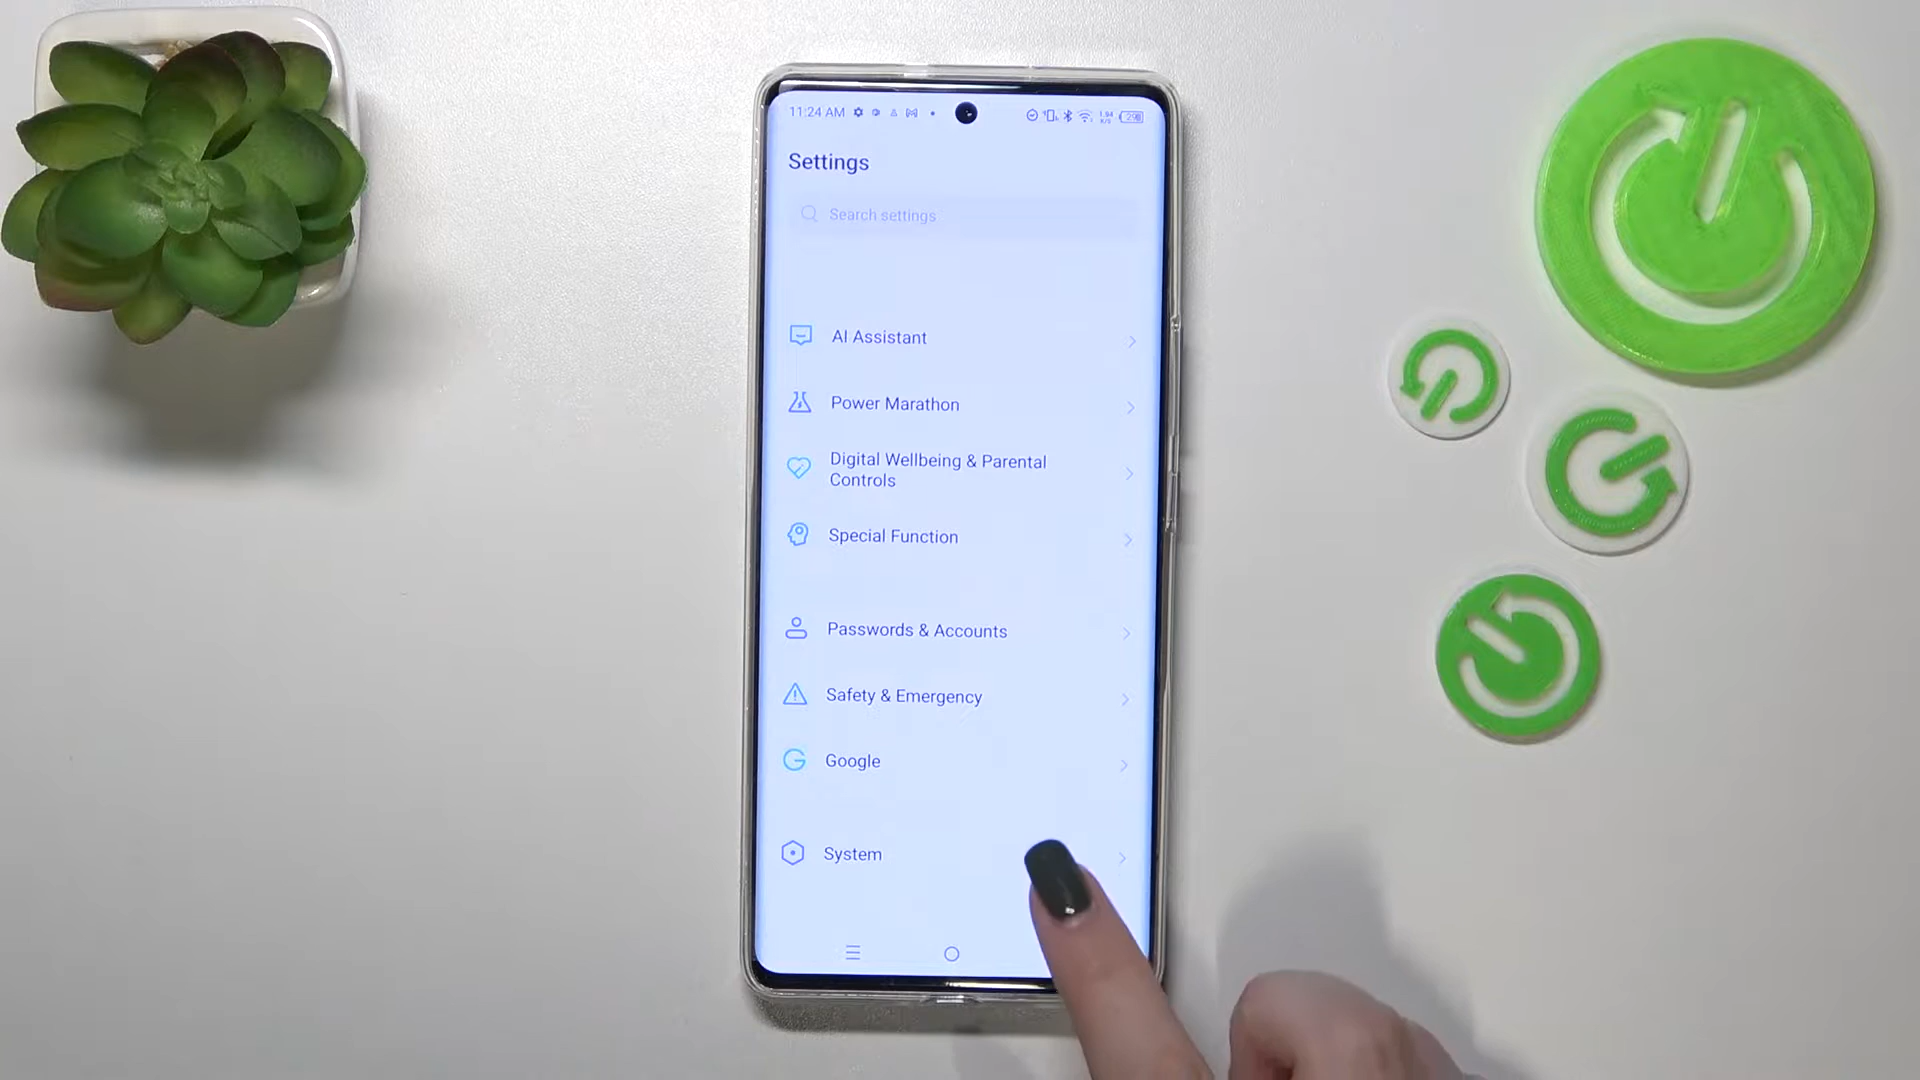 11:24 AM
Settings
Search settings
AI Assistant
Power Marathon
Digital Wellbeing & Parental
Controls
Special Function
Passwords & Accounts
Safety & Emergency
Google
System